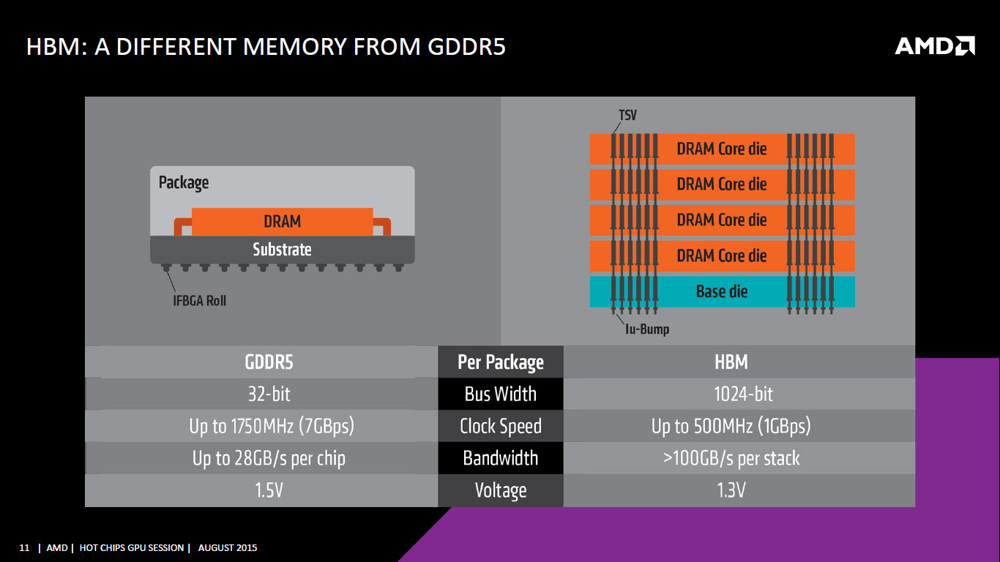 HBM: A DIFFERENT MEMORY FROM GDDR5
AMD
Package
DRAM
Substrate
IFBGA Roll
TSV
DRAM Core die
DRAM Core die
DRAM Core die
DRAM Core die
Base die
Iu-Bump
GDDR5 Per Package HBM
32-bit Bus Width 1024-bit
Up to 1750MHz (7GBps) Clock Speed Up to 500MHz (1GBps)
Up to 28GB/s per chip Bandwidth >100GB/s per stack
1.5V Voltage 1.3V
11 | AMD | HOT CHIPS GPU SESSION | AUGUST 2015